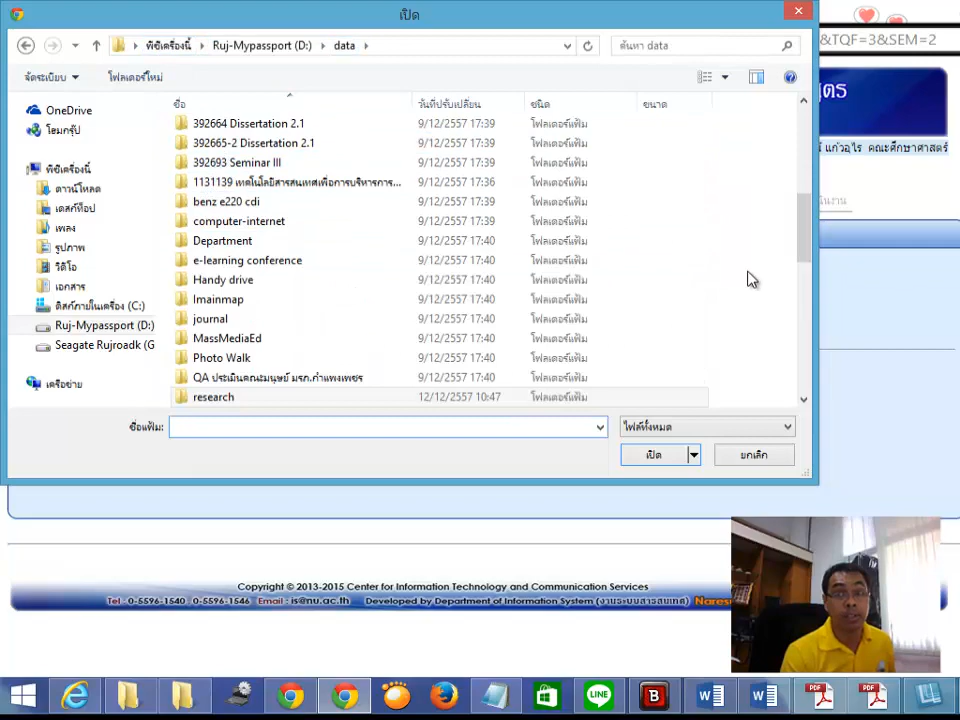 เปิด
&TQF=3&SEM=2
พีซีเครื่องนี้ Ruj-Mypassport (D:) data
ค้นหา data
จัดระเบียบ โฟลเดอร์ใหม่
ชื่อ วันที่ปรับเปลี่ยน ชนิด ขนาด
OneDrive
โฮมกรุ๊ป
พีซีเครื่องนี้
ดาวน์โหลด
เดสก์ท็อป
เพลง
รูปภาพ
วิดีโอ
เอกสาร
ดิสก์ภายในเครื่อง (C:)
Ruj-Mypassport (D:)
Seagate Rujroadk (G
เครือข่าย
392664 Dissertation 2.1 9/12/2557 17:39 โฟลเดอร์แฟ้ม
392665-2 Dissertation 2.1 9/12/2557 17:39 โฟลเดอร์แฟ้ม
392693 Seminar III 9/12/2557 17:39 โฟลเดอร์แฟ้ม
1131139 เทคโนโลยีสารสนเทศเพื่อการบริหารการ... 9/12/2557 17:36 โฟลเดอร์แฟ้ม
benz e220 cdi 9/12/2557 17:39 โฟลเดอร์แฟ้ม
computer-internet 9/12/2557 17:39 โฟลเดอร์แฟ้ม
Department 9/12/2557 17:40 โฟลเดอร์แฟ้ม
e-learning conference 9/12/2557 17:40 โฟลเดอร์แฟ้ม
Handy drive 9/12/2557 17:40 โฟลเดอร์แฟ้ม
Imainmap 9/12/2557 17:40 โฟลเดอร์แฟ้ม
journal 9/12/2557 17:40 โฟลเดอร์แฟ้ม
MassMediaEd 9/12/2557 17:40 โฟลเดอร์แฟ้ม
Photo Walk 9/12/2557 17:40 โฟลเดอร์แฟ้ม
QA ประเมินคณะมนุษย์ มรภ.กำแพงเพชร 9/12/2557 17:40 โฟลเดอร์แฟ้ม
research 12/12/2557 10:47 โฟลเดอร์แฟ้ม
ชื่อแฟ้ม: ไฟล์ทั้งหมด
เปิด ยกเลิก
แก้วอุไร คณะศึกษาศาสตร์
Copyright © 2013-2015 Center for Information Technology and Communication Services
Tel : 0-5596-1540 , 0-5596-1546 Email : is@nu.ac.th Developed by Department of Information System (งานระบบสารสนเทศ) Nares
LINE
B
W
W
PDF
PDF